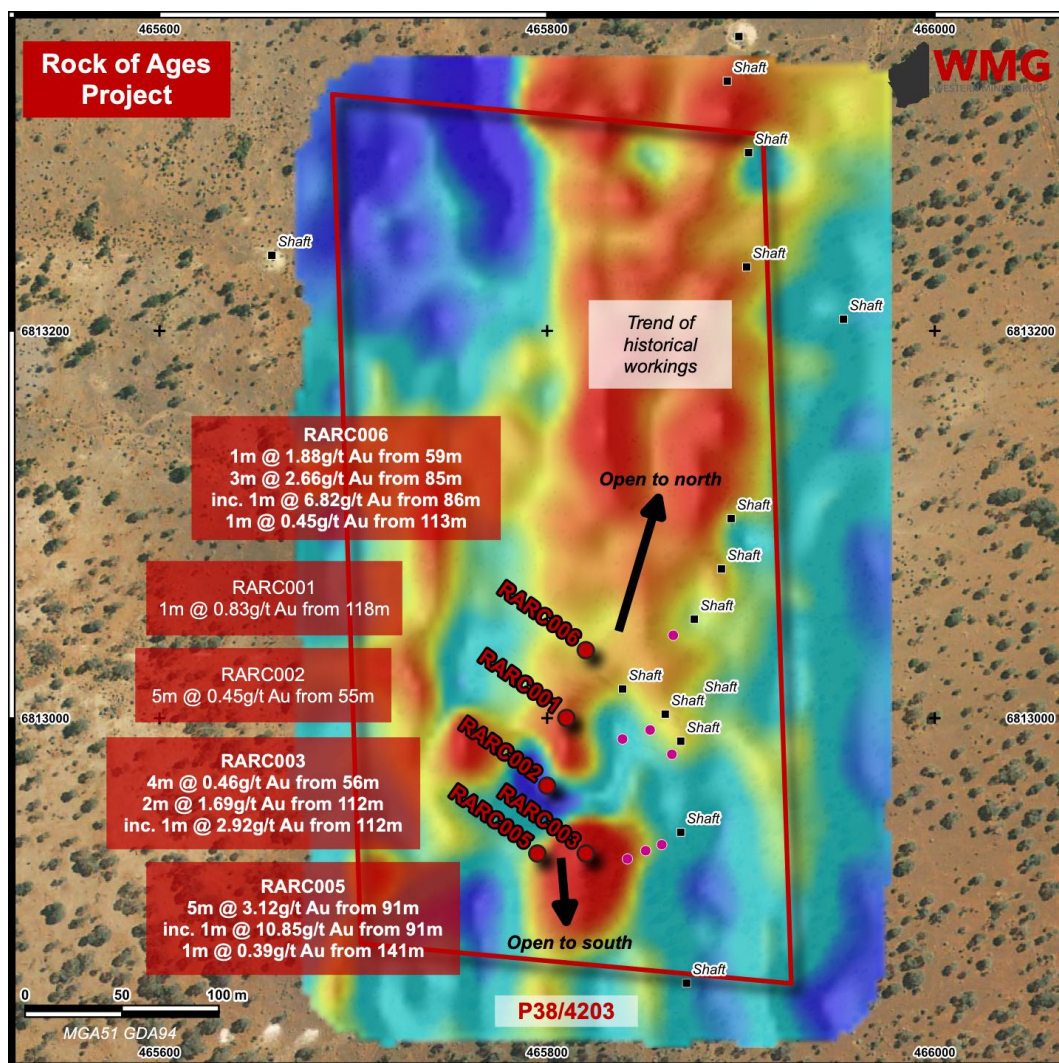 465600
465800
466000
Rock of Ages
Project
WMG
WESTERN MINES GROUP
Shaft
Shaft
Shaft
Shaft
Shaft
6813200
6813200
Trend of
historical
workings
RARC006
1m @ 1.88g/t Au from 59m
3m @ 2.66g/t Au from 85m
inc. 1m @ 6.82g/t Au from 86m
1m @ 0.45g/t Au from 113m
Open to north
Shaft
Shaft
RARC001
1m @ 0.83g/t Au from 118m
RARC006
Shaft
RARC002
5m @ 0.45g/t Au from 55m
RARC001
Shaft
Shaft
Shaft
6813000
6813000
RARC003
4m @ 0.46g/t Au from 56m
2m @ 1.69g/t Au from 112m
inc. 1m @ 2.92g/t Au from 112m
RARC002
RARC003
RARC005
Shaft
RARC005
5m @ 3.12g/t Au from 91m
inc. 1m @ 10.85g/t Au from 91m
1m @ 0.39g/t Au from 141m
Open to south
Shaft
0 50 100 m
MGA51 GDA94
P38/4203
465600
465800
466000